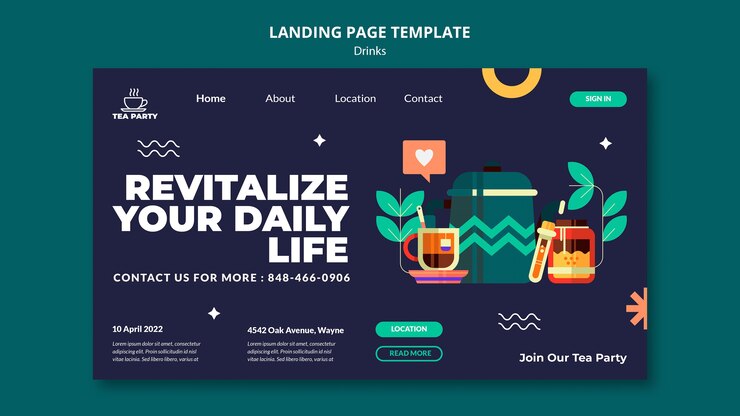 LANDING PAGE TEMPLATE
Drinks
TEA PARTY
Home
About
Location
Contact
SIGN IN
REVITALIZE
YOUR DAILY
LIFE
CONTACT US FOR MORE : 848-466-0906
10 April 2022
Lorem ipsum dolor sit amet, consectetur
adipiscing elit. Proin sollicitudin id nisl
vitae lacinia. Sed libero libero, varius at
4542 Oak Avenue, Wayne
Lorem ipsum dolor sit amet, consectetur
adipiscing elit. Proin sollicitudin id nisl
vitae lacinia. Sed libero libero, varius at
LOCATION
READ MORE
Join Our Tea Party